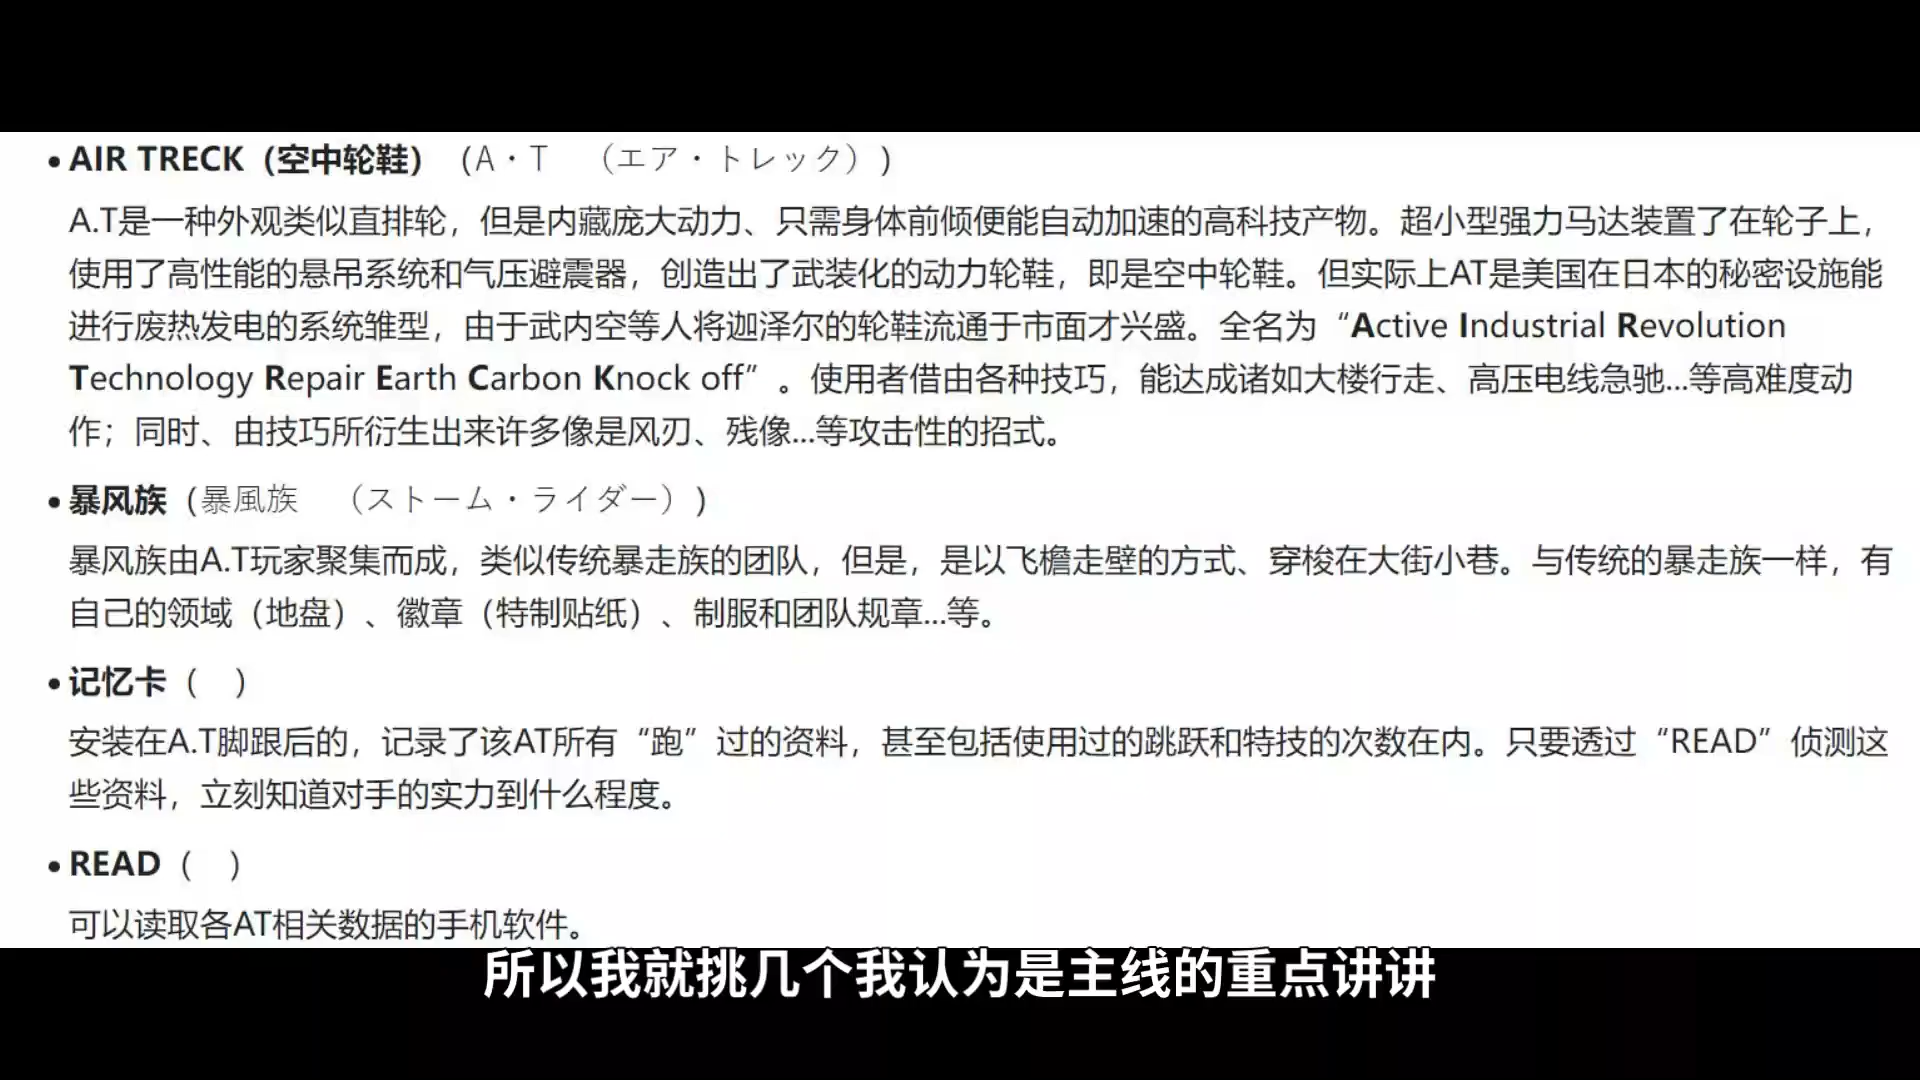 • AIR TRECK（空中轮鞋）（A・T　（エア・トレック））
A.T是一种外观类似直排轮，但是内藏庞大动力、只需身体前倾便能自动加速的高科技产物。超小型强力马达装置了在轮子上，
使用了高性能的悬吊系统和气压避震器，创造出了武装化的动力轮鞋，即是空中轮鞋。但实际上AT是美国在日本的秘密设施能
进行废热发电的系统雏型，由于武内空等人将迦泽尔的轮鞋流通于市面才兴盛。全名为“Active Industrial Revolution
Technology Repair Earth Carbon Knock off”。使用者借由各种技巧，能达成诸如大楼行走、高压电线急驰...等高难度动
作；同时、由技巧所衍生出来许多像是风刃、残像...等攻击性的招式。
• 暴风族（暴風族　（ストーム・ライダー））
暴风族由A.T玩家聚集而成，类似传统暴走族的团队，但是，是以飞檐走壁的方式、穿梭在大街小巷。与传统的暴走族一样，有
自己的领域（地盘）、徽章（特制贴纸）、制服和团队规章...等。
• 记忆卡（　）
安装在A.T脚跟后的，记录了该AT所有“跑”过的资料，甚至包括使用过的跳跃和特技的次数在内。只要透过“READ”侦测这
些资料，立刻知道对手的实力到什么程度。
• READ（　）
可以读取各AT相关数据的手机软件。
所以我就挑几个我认为是主线的重点讲讲